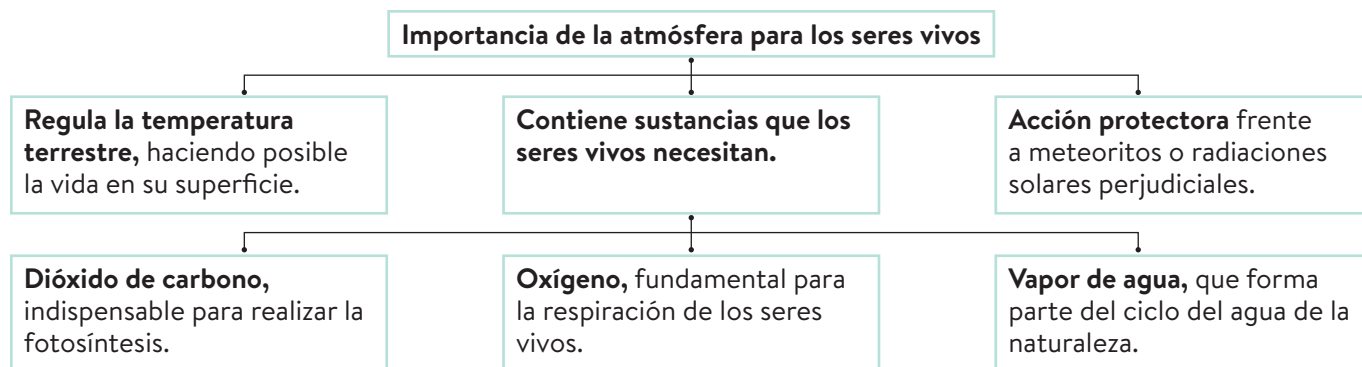 Importancia de la atmósfera para los seres vivos
Regula la temperatura
terrestre, haciendo posible
la vida en su superficie.
Contiene sustancias que los
seres vivos necesitan.
Acción protectora frente
a meteoritos o radiaciones
solares perjudiciales.
Dióxido de carbono,
indispensable para realizar la
fotosíntesis.
Oxígeno, fundamental para
la respiración de los seres
vivos.
Vapor de agua, que forma
parte del ciclo del agua de la
naturaleza.